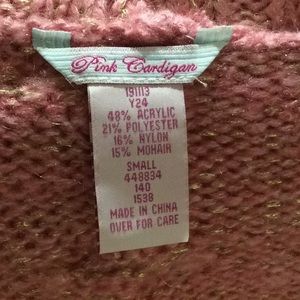 Pink Cardigan
191113
Y24
48% ACRYLIC
21% POLYESTER
16% NYLON
15% MOHAIR
SMALL
448834
140
1538
MADE IN CHINA
OVER FOR CARE